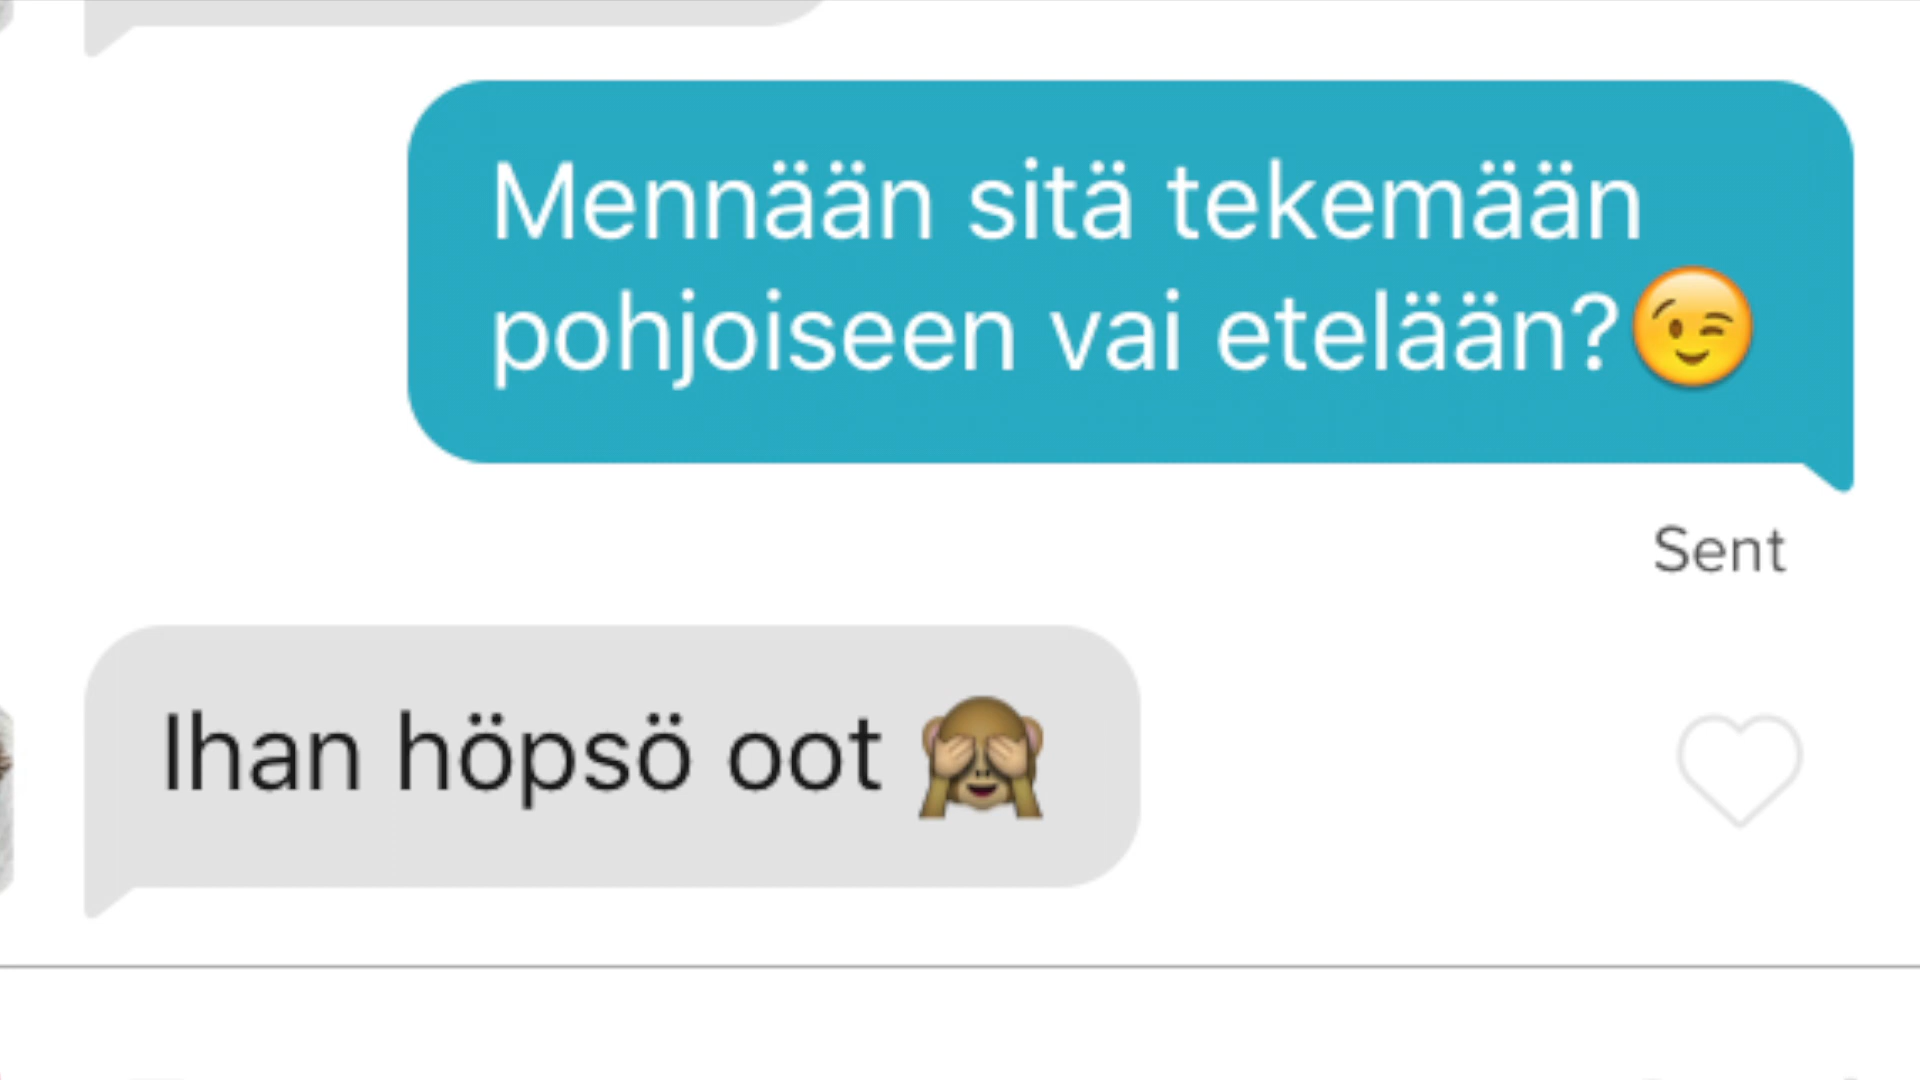 Mennään sitä tekemään
pohjoiseen vai etelään?😉
Sent
Ihan höpsö oot 🙈